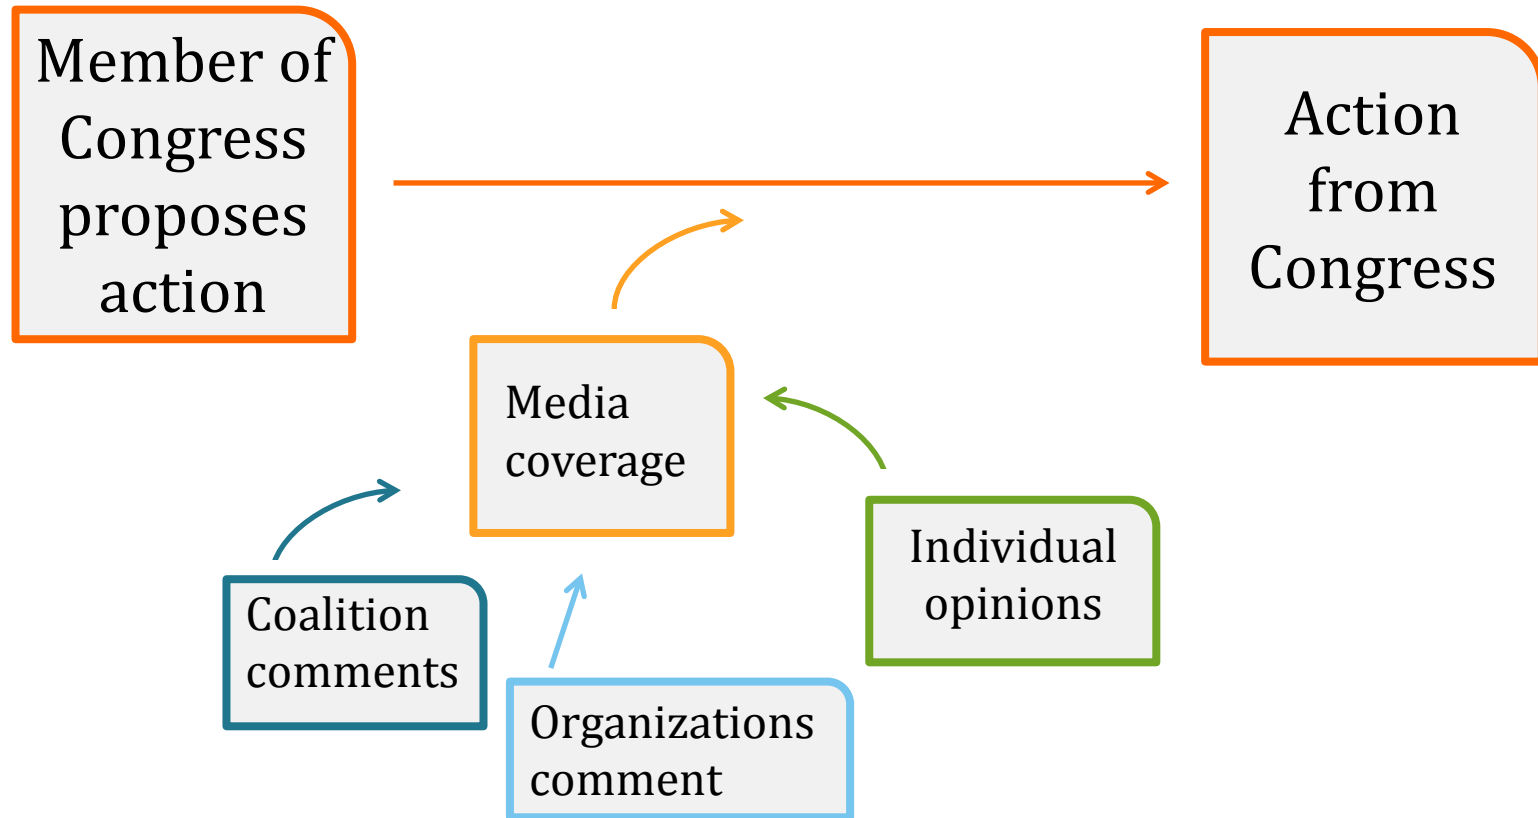 Member of
Congress
proposes
action
Action
from
Congress
Media
coverage
Individual
opinions
Coalition
comments
Organizations
comment